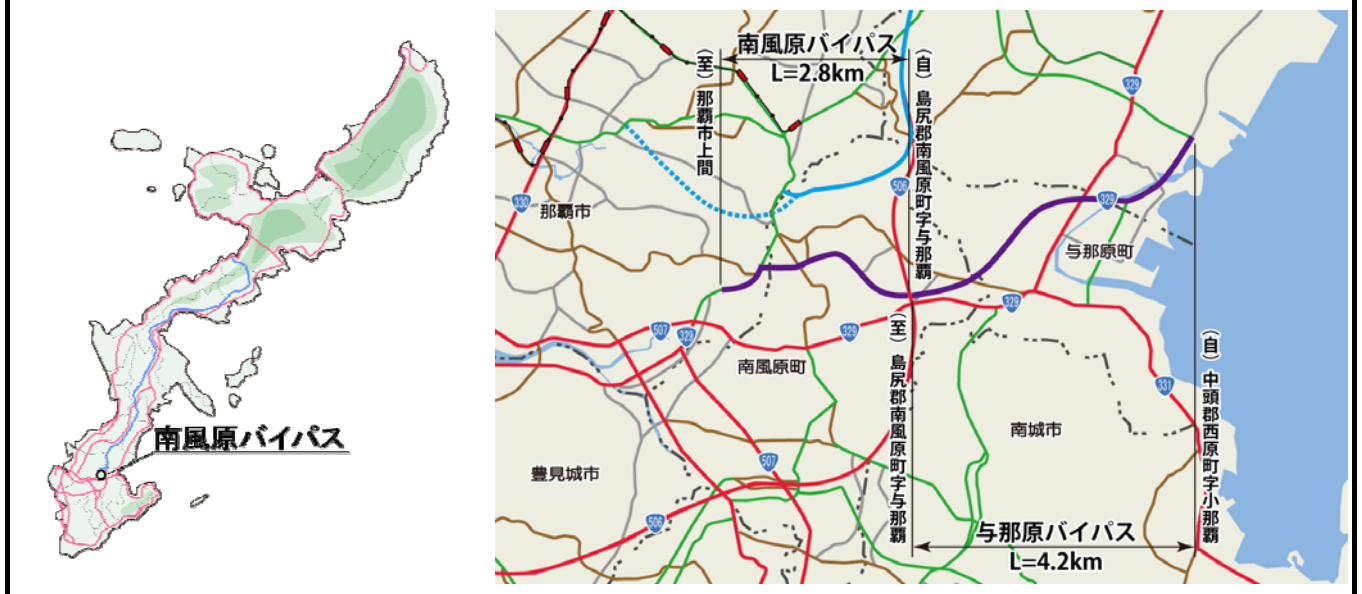 南風原バイパス
南風原バイパス
L=2.8km
(至)那覇市上間
(自)島尻郡南風原町字与那覇
329
506
330
那覇市
329
与那原町
329
507
329
329
(至)島尻郡南風原町字与那覇
(自)中頭郡西原町字小那覇
南風原町
331
南城市
507
豊見城市
506
与那原バイパス
L=4.2km